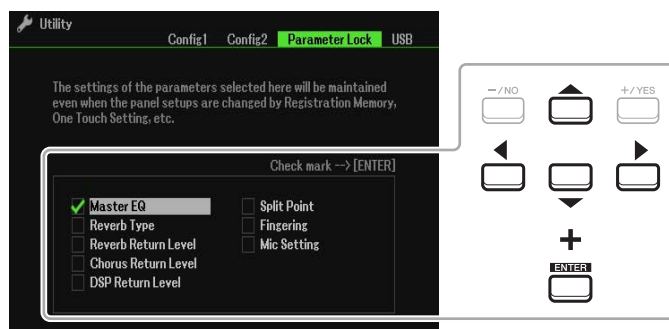 Utility
Config1 Config2 Parameter Lock USB
The settings of the parameters selected here will be maintained
even when the panel setups are changed by Registration Memory,
One Touch Setting, etc.
Check mark --> [ENTER]
Master EQ
Reverb Type
Reverb Return Level
Chorus Return Level
DSP Return Level
Split Point
Fingering
Mic Setting
−/NO
+/YES
+
ENTER